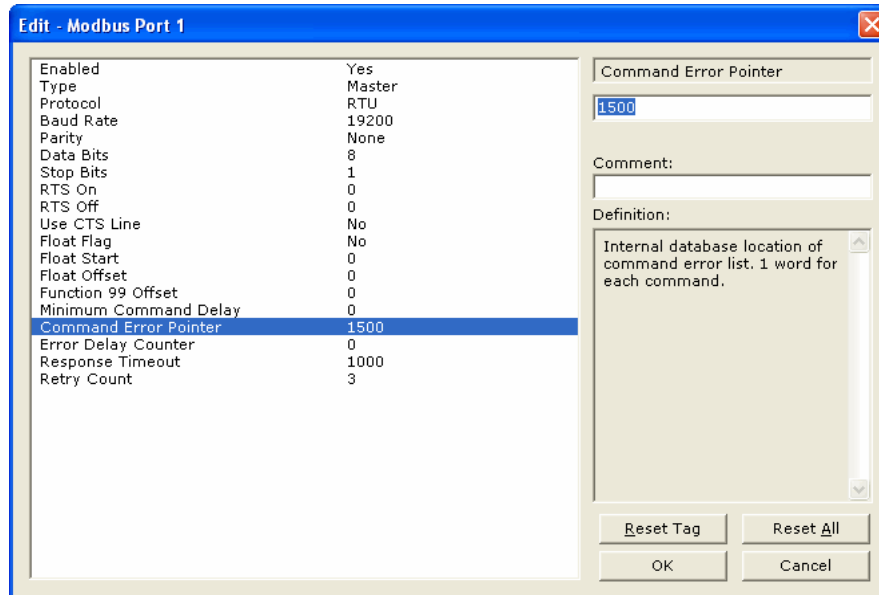 Edit - Modbus Port 1
Enabled Yes
Type Master
Protocol RTU
Baud Rate 19200
Parity None
Data Bits 8
Stop Bits 1
RTS On 0
RTS Off 0
Use CTS Line No
Float Flag No
Float Start 0
Float Offset 0
Function 99 Offset 0
Minimum Command Delay 0
Command Error Pointer 1500
Error Delay Counter 0
Response Timeout 1000
Retry Count 3
Command Error Pointer
1500
Comment:
Definition:
Internal database location of
command error list. 1 word for
each command.
Reset Tag Reset All
OK Cancel